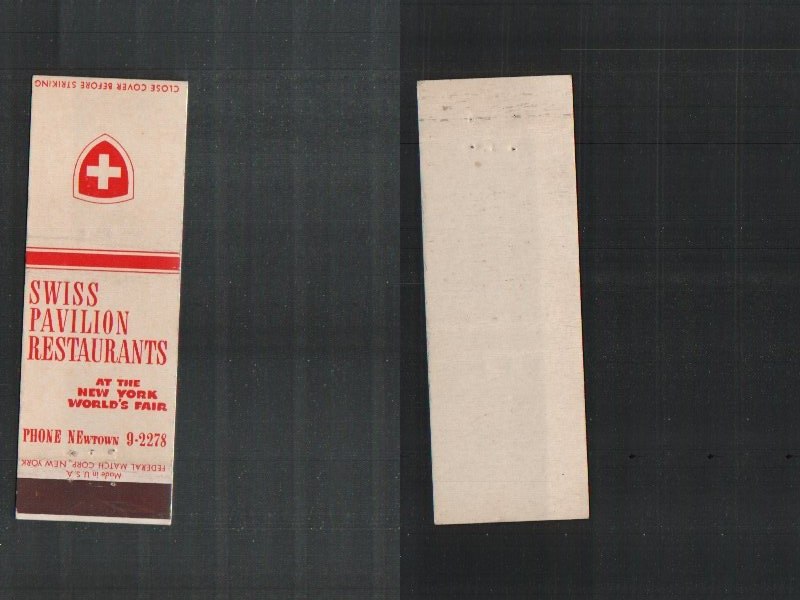 CLOSE COVER BEFORE STRIKING
SWISS
PAVILION
RESTAURANTS
AT THE
NEW YORK
WORLD'S FAIR
PHONE NEWTOWN 9-2278
Made in U.S.A.
FEDERAL MATCH CORP., NEW YORK